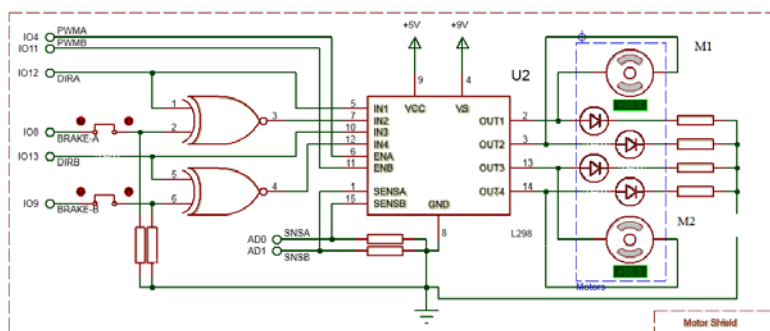 +5V
+9V
M1
IO4
PWMA
IO11
PWMB
U2
IO12
DIRA
9
4
VCC
VS
1
2
3
5
7
10
12
6
11
IN1
IN2
IN3
IN4
ENA
ENB
OUT1
OUT2
OUT3
OUT4
2
3
13
14
IO8
BRAKE-A
IO13
DIRB
5
6
4
1
15
SENSA
SENSB
GND
8
L298
IO9
BRAKE-B
AD0
SNSA
AD1
SNSB
M2
Motors
Motor Shield